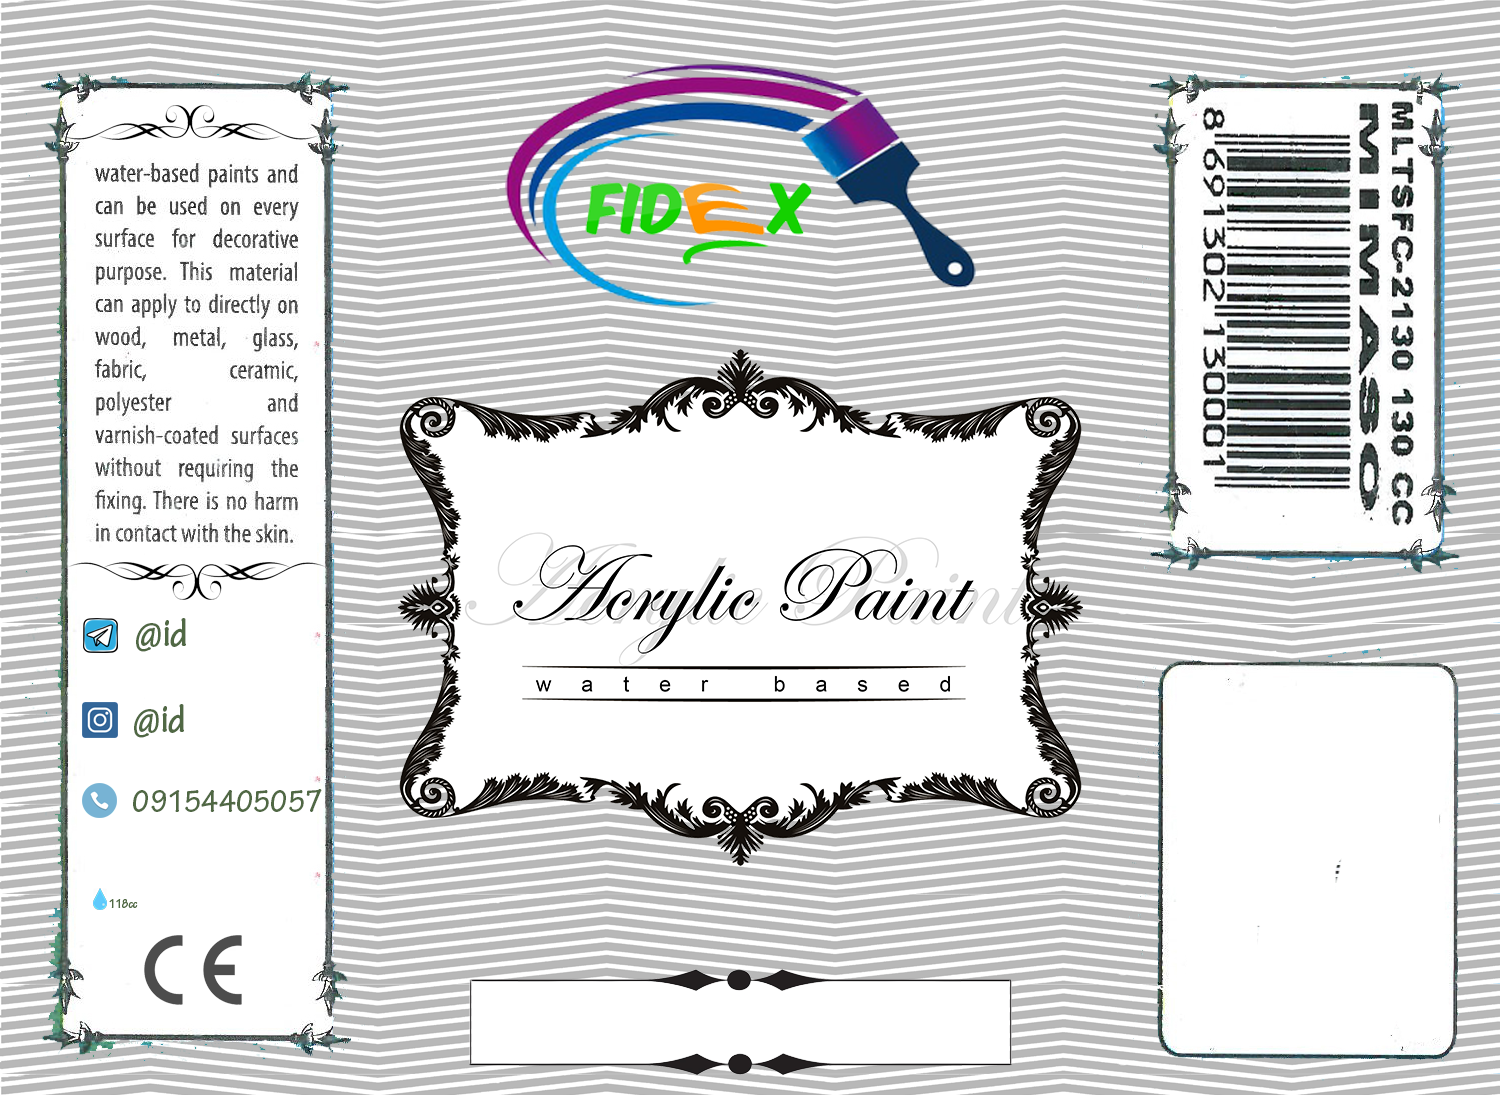 water-based paints and
can be used on every
surface for decorative
purpose. This material
can apply to directly on
wood, metal, glass,
fabric, ceramic,
polyester and
varnish-coated surfaces
without requiring the
fixing. There is no harm
in contact with the skin.
@id
@id
09154405057
118cc
CE
FIDEX
Acrylic Paint
water based
MLTSFC-2130 130 CC
MIMASO
8 691302 130001